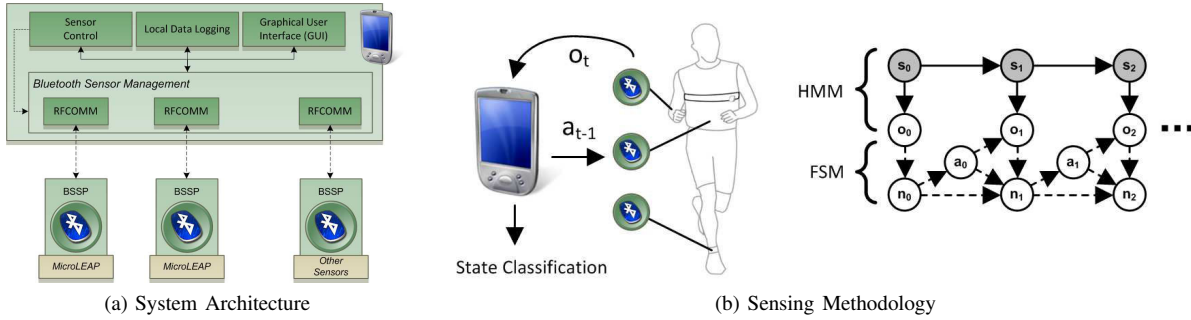 Sensor
Control
Local Data Logging
Graphical User
Interface (GUI)
Bluetooth Sensor Management
RFCOMM
RFCOMM
RFCOMM
BSSP
BSSP
BSSP
MicroLEAP
MicroLEAP
Other
Sensors
(a) System Architecture
o_t
a_{t-1}
State Classification
HMM
FSM
s_0
s_1
s_2
o_0
o_1
o_2
a_0
a_1
n_0
n_1
n_2
...
(b) Sensing Methodology